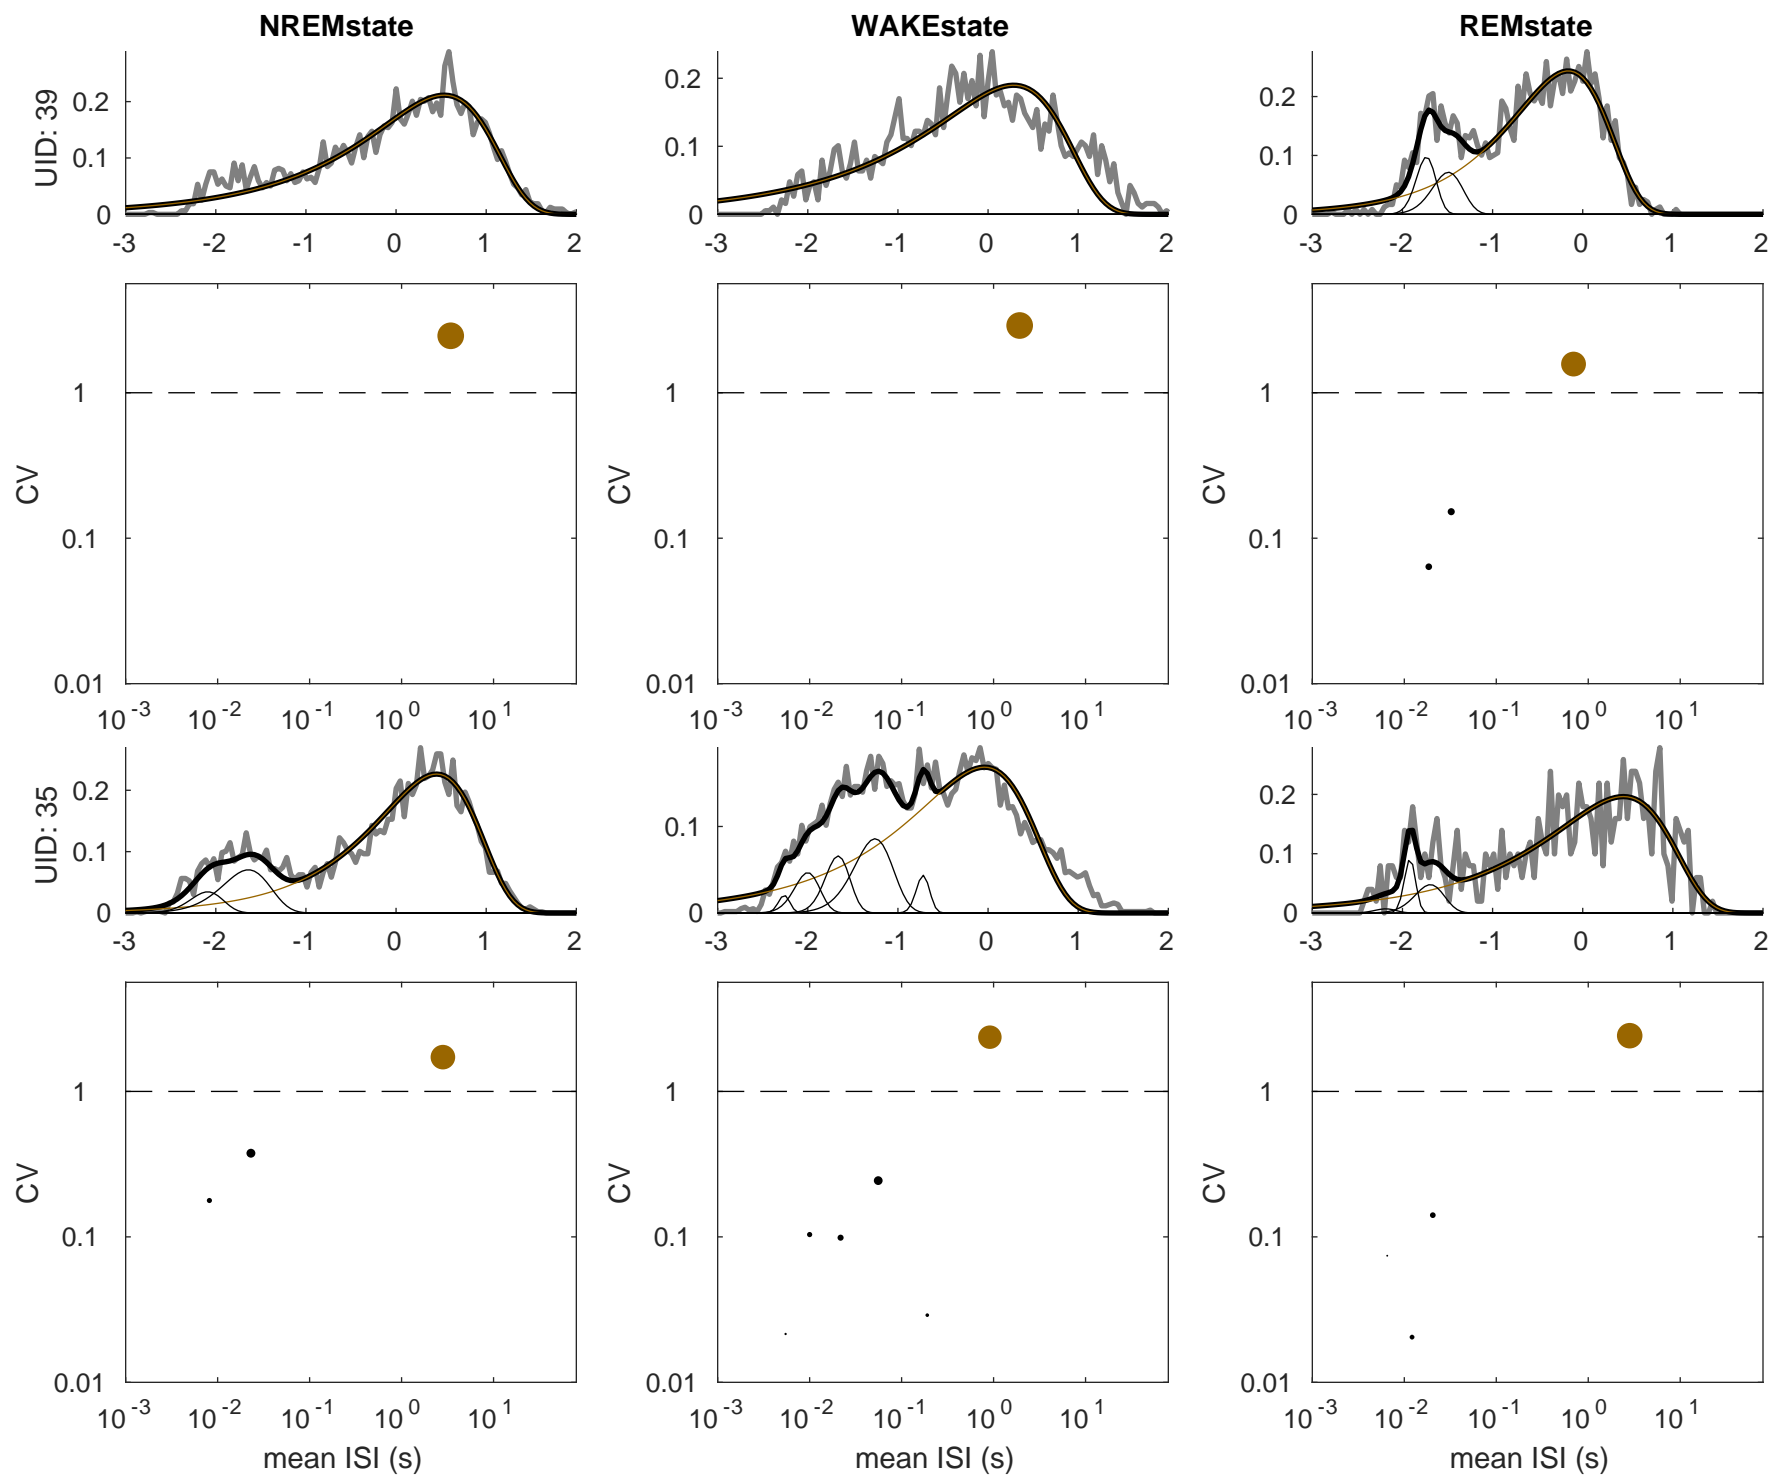 NREMstate WAKEstate REMstate
UID: 39
0.2 0.1 0
0.2 0.1 0
0.2 0.1 0
-3 -2 -1 0 1 2
-3 -2 -1 0 1 2
-3 -2 -1 0 1 2
CV
1 0.1 0.01
CV
1 0.1 0.01
CV
1 0.1 0.01
10^-3 10^-2 10^-1 10^0 10^1
10^-3 10^-2 10^-1 10^0 10^1
10^-3 10^-2 10^-1 10^0 10^1
UID: 35
0.2 0.1 0
0.1 0
0.2 0.1 0
-3 -2 -1 0 1 2
-3 -2 -1 0 1 2
-3 -2 -1 0 1 2
CV
1 0.1 0.01
CV
1 0.1 0.01
CV
1 0.1 0.01
10^-3 10^-2 10^-1 10^0 10^1
10^-3 10^-2 10^-1 10^0 10^1
10^-3 10^-2 10^-1 10^0 10^1
mean ISI (s) mean ISI (s) mean ISI (s)